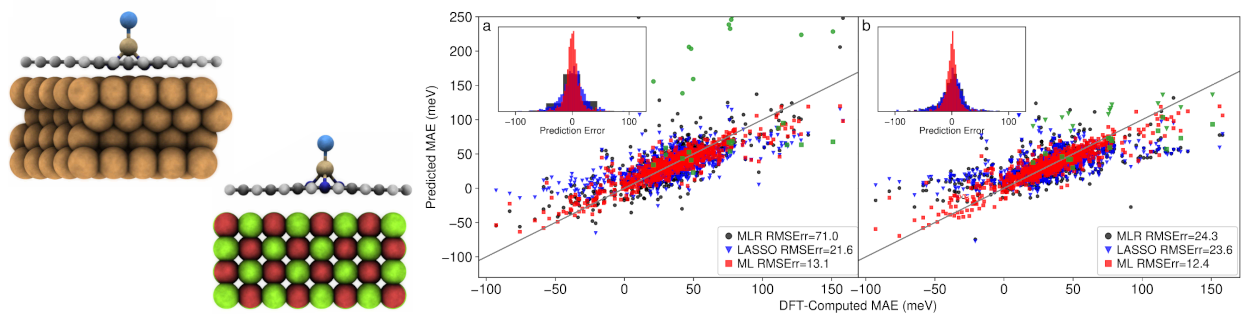 a
b
Predicted MAE (meV)
250
200
150
100
50
0
−50
−100
−100
0
100
Prediction Error
−100
0
100
Prediction Error
MLR RMSErr=71.0
LASSO RMSErr=21.6
ML RMSErr=13.1
MLR RMSErr=24.3
LASSO RMSErr=23.6
ML RMSErr=12.4
−100 −50 0 50 100 150 −100 −50 0 50 100 150
DFT-Computed MAE (meV)